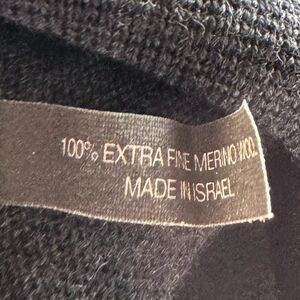 100% EXTRA FINE MERINO WOOL
MADE IN ISRAEL